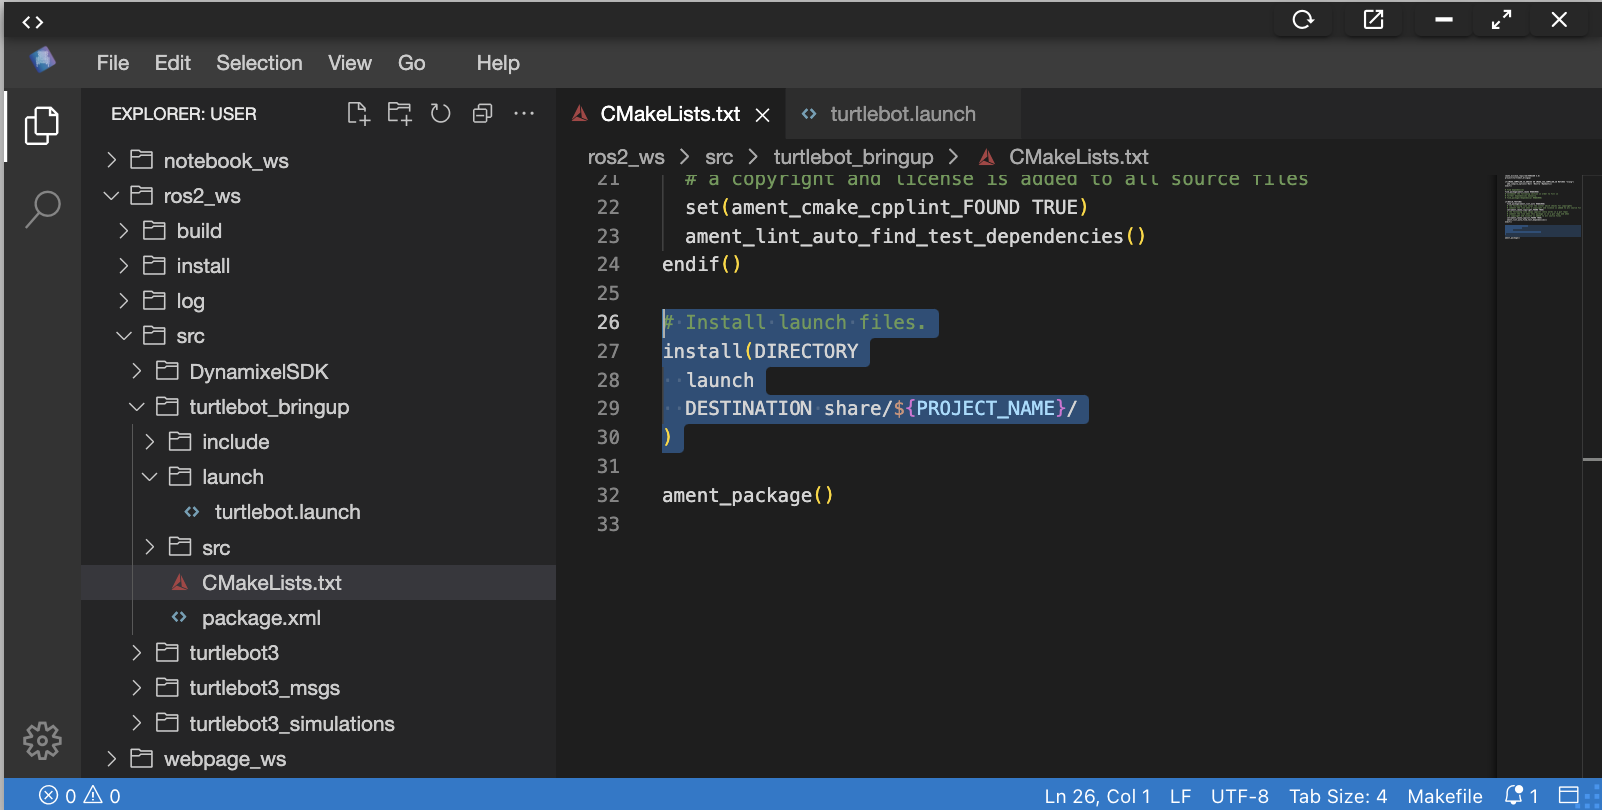 File Edit Selection View Go Help
EXPLORER: USER
notebook_ws
ros2_ws
build
install
log
src
DynamixelSDK
turtlebot_bringup
include
launch
turtlebot.launch
src
CMakeLists.txt
package.xml
turtlebot3
turtlebot3_msgs
turtlebot3_simulations
webpage_ws
CMakeLists.txt
turtlebot.launch
ros2_ws > src > turtlebot_bringup > CMakeLists.txt
21 # a copyright and license is added to all source files
22 set(ament_cmake_cpplint_FOUND TRUE)
23 ament_lint_auto_find_test_dependencies()
24 endif()
25
26 # Install launch files.
27 install(DIRECTORY
28 launch
29 DESTINATION share/${PROJECT_NAME}/
30 )
31
32 ament_package()
33
0 0 Ln 26, Col 1 LF UTF-8 Tab Size: 4 Makefile 1